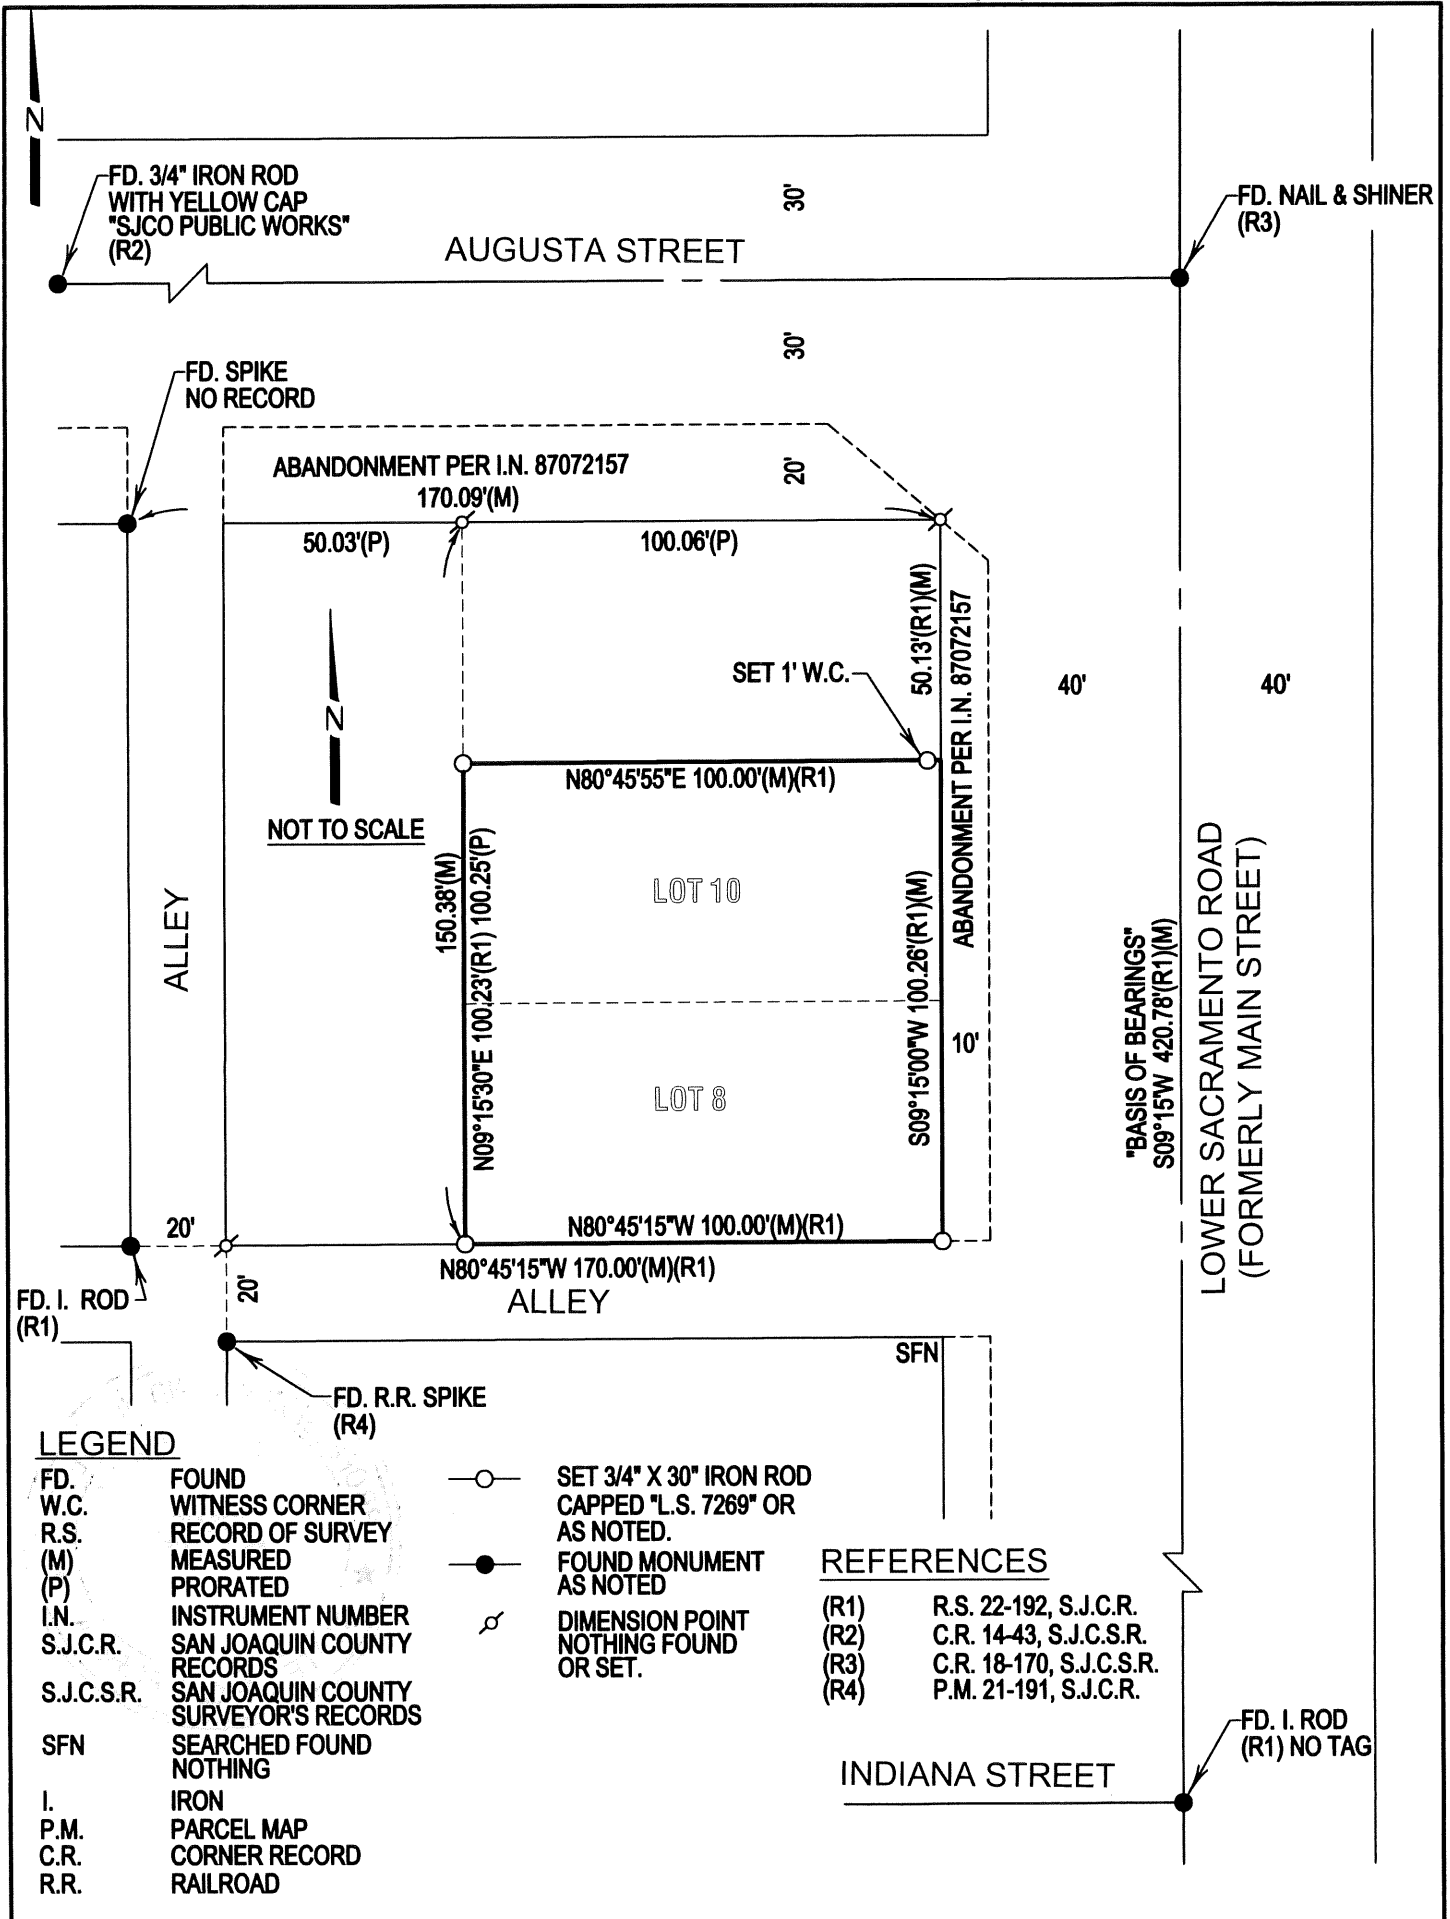 N
FD. 3/4" IRON ROD
WITH YELLOW CAP
"SJCO PUBLIC WORKS"
(R2)
30'
FD. NAIL & SHINER
(R3)
AUGUSTA STREET
30'
FD. SPIKE
NO RECORD
ABANDONMENT PER I.N. 87072157
20'
170.09'(M)
50.03'(P)
100.06'(P)
50.13'(R1)(M)
ABANDONMENT PER I.N. 87072157
SET 1' W.C.
40'
40'
N
NOT TO SCALE
N80°45'55"E 100.00'(M)(R1)
150.38'(M)
N09°15'30"E 100.23'(R1) 100.25'(P)
LOT 10
S09°15'00"W 100.26'(R1)(M)
ALLEY
LOT 8
10'
"BASIS OF BEARINGS"
S09°15'W 420.78'(R1)(M)
LOWER SACRAMENTO ROAD
(FORMERLY MAIN STREET)
20'
N80°45'15"W 100.00'(M)(R1)
N80°45'15"W 170.00'(M)(R1)
20'
ALLEY
FD. I. ROD
(R1)
SFN
FD. R.R. SPIKE
(R4)
LEGEND
FD. FOUND
W.C. WITNESS CORNER
R.S. RECORD OF SURVEY
(M) MEASURED
(P) PRORATED
I.N. INSTRUMENT NUMBER
S.J.C.R. SAN JOAQUIN COUNTY
RECORDS
S.J.C.S.R. SAN JOAQUIN COUNTY
SURVEYOR'S RECORDS
SFN SEARCHED FOUND
NOTHING
I. IRON
P.M. PARCEL MAP
C.R. CORNER RECORD
R.R. RAILROAD
SET 3/4" X 30" IRON ROD
CAPPED "L.S. 7269" OR
AS NOTED.
FOUND MONUMENT
AS NOTED
DIMENSION POINT
NOTHING FOUND
OR SET.
REFERENCES
(R1) R.S. 22-192, S.J.C.R.
(R2) C.R. 14-43, S.J.C.S.R.
(R3) C.R. 18-170, S.J.C.S.R.
(R4) P.M. 21-191, S.J.C.R.
FD. I. ROD
(R1) NO TAG
INDIANA STREET